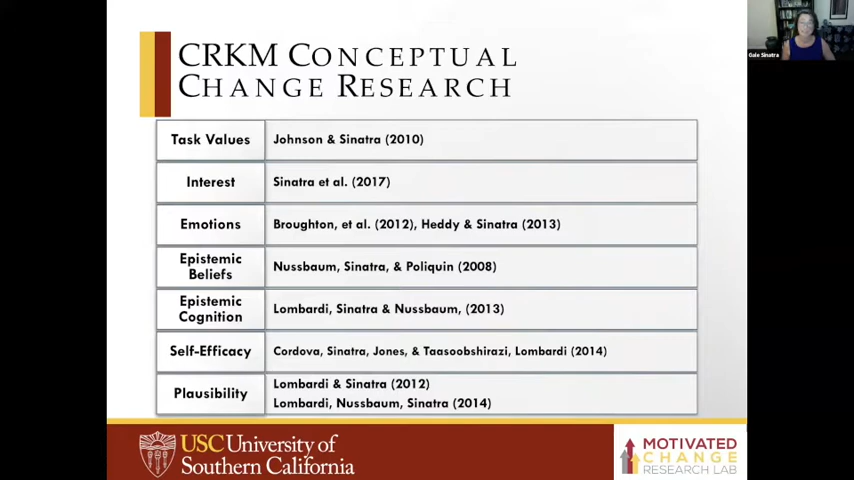 CRKM CONCEPTUAL
CHANGE RESEARCH
Gale Sinatra
Task Values
Johnson & Sinatra (2010)
Interest
Sinatra et al. (2017)
Emotions
Broughton, et al. (2012), Heddy & Sinatra (2013)
Epistemic
Beliefs
Nussbaum, Sinatra, & Poliquin (2008)
Epistemic
Cognition
Lombardi, Sinatra & Nussbaum, (2013)
Self-Efficacy
Cordova, Sinatra, Jones, & Taasoobshirazi, Lombardi (2014)
Plausibility
Lombardi & Sinatra (2012)
Lombardi, Nussbaum, Sinatra (2014)
USC University of
Southern California
MOTIVATED
CHANGE
RESEARCH LAB